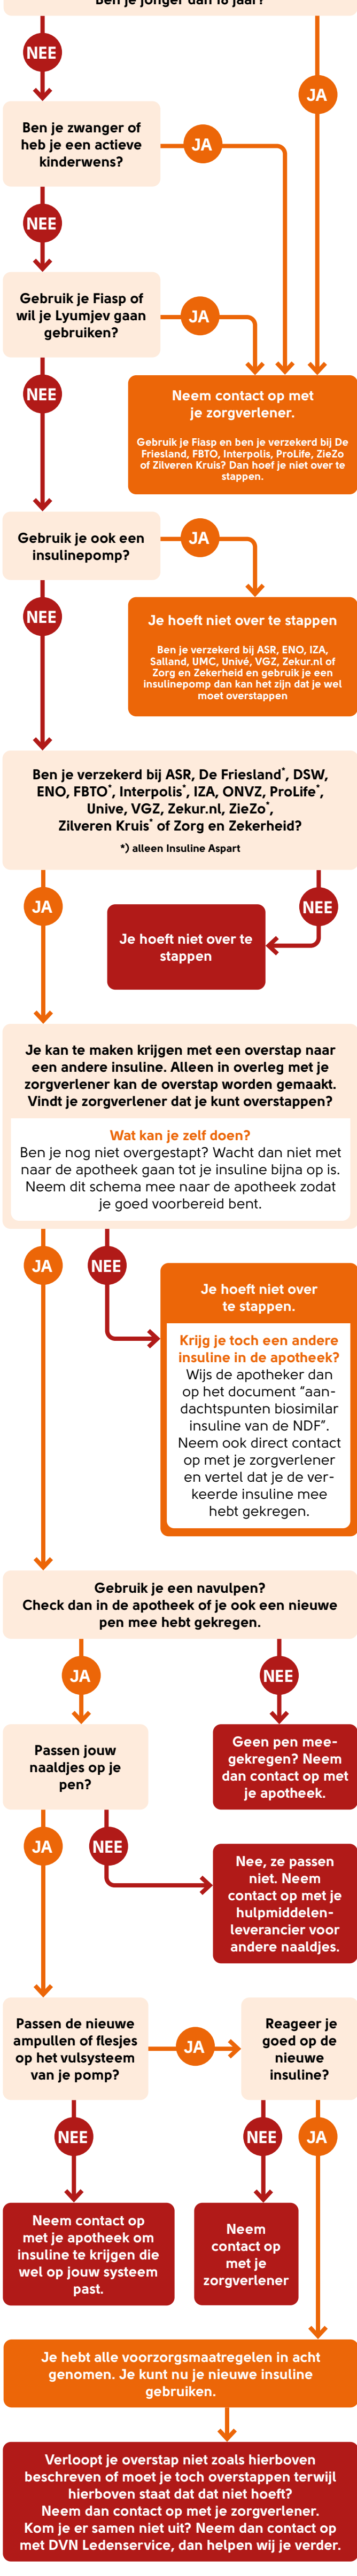 Ben je jonger dan 18 jaar?
NEE
JA
Ben je zwanger of
heb je een actieve
kinderwens?
JA
NEE
Gebruik je Fiasp of
wil je Lyumjev gaan
gebruiken?
JA
NEE
Neem contact op met
je zorgverlener.
Gebruik je Fiasp en ben je verzekerd bij De
Friesland, FBTO, Interpolis, ProLife, ZieZo
of Zilveren Kruis? Dan hoef je niet over te
stappen.
Gebruik je ook een
insulinepomp?
JA
NEE
Je hoeft niet over te stappen
Ben je verzekerd bij ASR, ENO, IZA,
Salland, UMC, Univé, VGZ, Zekur.nl of
Zorg en Zekerheid en gebruik je een
insulinepomp dan kan het zijn dat je wel
moet overstappen
Ben je verzekerd bij ASR, De Friesland*, DSW,
ENO, FBTO*, Interpolis*, IZA, ONVZ, ProLife*,
Unive, VGZ, Zekur.nl, ZieZo*,
Zilveren Kruis* of Zorg en Zekerheid?
*) alleen Insuline Aspart
JA
NEE
Je hoeft niet over te
stappen
Je kan te maken krijgen met een overstap naar
een andere insuline. Alleen in overleg met je
zorgverlener kan de overstap worden gemaakt.
Vindt je zorgverlener dat je kunt overstappen?
Wat kan je zelf doen?
Ben je nog niet overgestapt? Wacht dan niet met
naar de apotheek gaan tot je insuline bijna op is.
Neem dit schema mee naar de apotheek zodat
je goed voorbereid bent.
JA
NEE
Je hoeft niet over
te stappen.
Krijg je toch een andere
insuline in de apotheek?
Wijs de apotheker dan
op het document “aan-
dachtspunten biosimilar
insuline van de NDF”.
Neem ook direct contact
op met je zorgverlener
en vertel dat je de ver-
keerde insuline mee
hebt gekregen.
Gebruik je een navulpen?
Check dan in de apotheek of je ook een nieuwe
pen mee hebt gekregen.
JA
NEE
Passen jouw
naaldjes op je
pen?
Geen pen mee-
gekregen? Neem
dan contact op met
je apotheek.
JA
NEE
Nee, ze passen
niet. Neem
contact op met je
hulpmiddelen-
leverancier voor
andere naaldjes.
Passen de nieuwe
ampullen of flesjes
op het vulsysteem
van je pomp?
JA
Reageer je
goed op de
nieuwe
insuline?
NEE
NEE
JA
Neem contact op
met je apotheek om
insuline te krijgen die
wel op jouw systeem
past.
Neem
contact op
met je
zorgverlener
Je hebt alle voorzorgsmaatregelen in acht
genomen. Je kunt nu je nieuwe insuline
gebruiken.
Verloopt je overstap niet zoals hierboven
beschreven of moet je toch overstappen terwijl
hierboven staat dat dat niet hoeft?
Neem dan contact op met je zorgverlener.
Kom je er samen niet uit? Neem dan contact op
met DVN Ledenservice, dan helpen wij je verder.